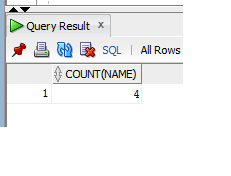 Query Result x
SQL | All Rows
COUNT(NAME)
1 4